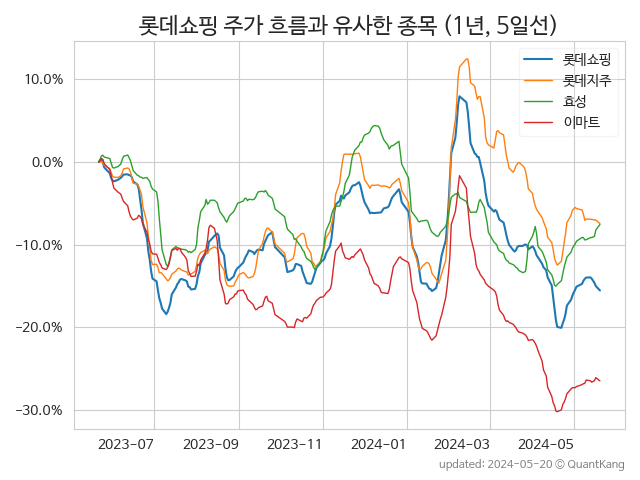 롯데쇼핑 주가 흐름과 유사한 종목 (1년, 5일선)
롯데쇼핑
롯데지주
효성
이마트
10.0%
0.0%
−10.0%
−20.0%
−30.0%
2023-07 2023-09 2023-11 2024-01 2024-03 2024-05
updated: 2024-05-20 © QuantKang